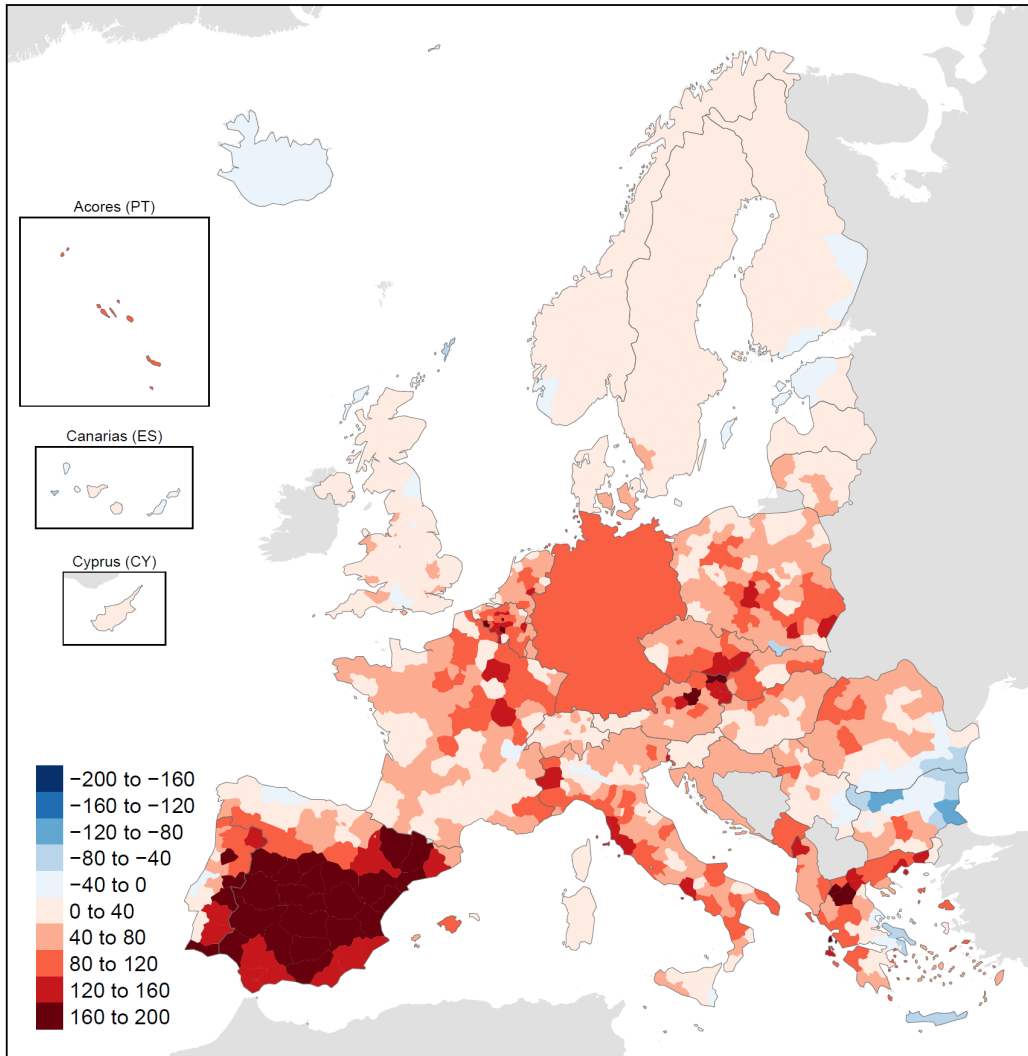 Acores (PT)
Canarias (ES)
Cyprus (CY)
−200 to −160
−160 to −120
−120 to −80
−80 to −40
−40 to 0
0 to 40
40 to 80
80 to 120
120 to 160
160 to 200